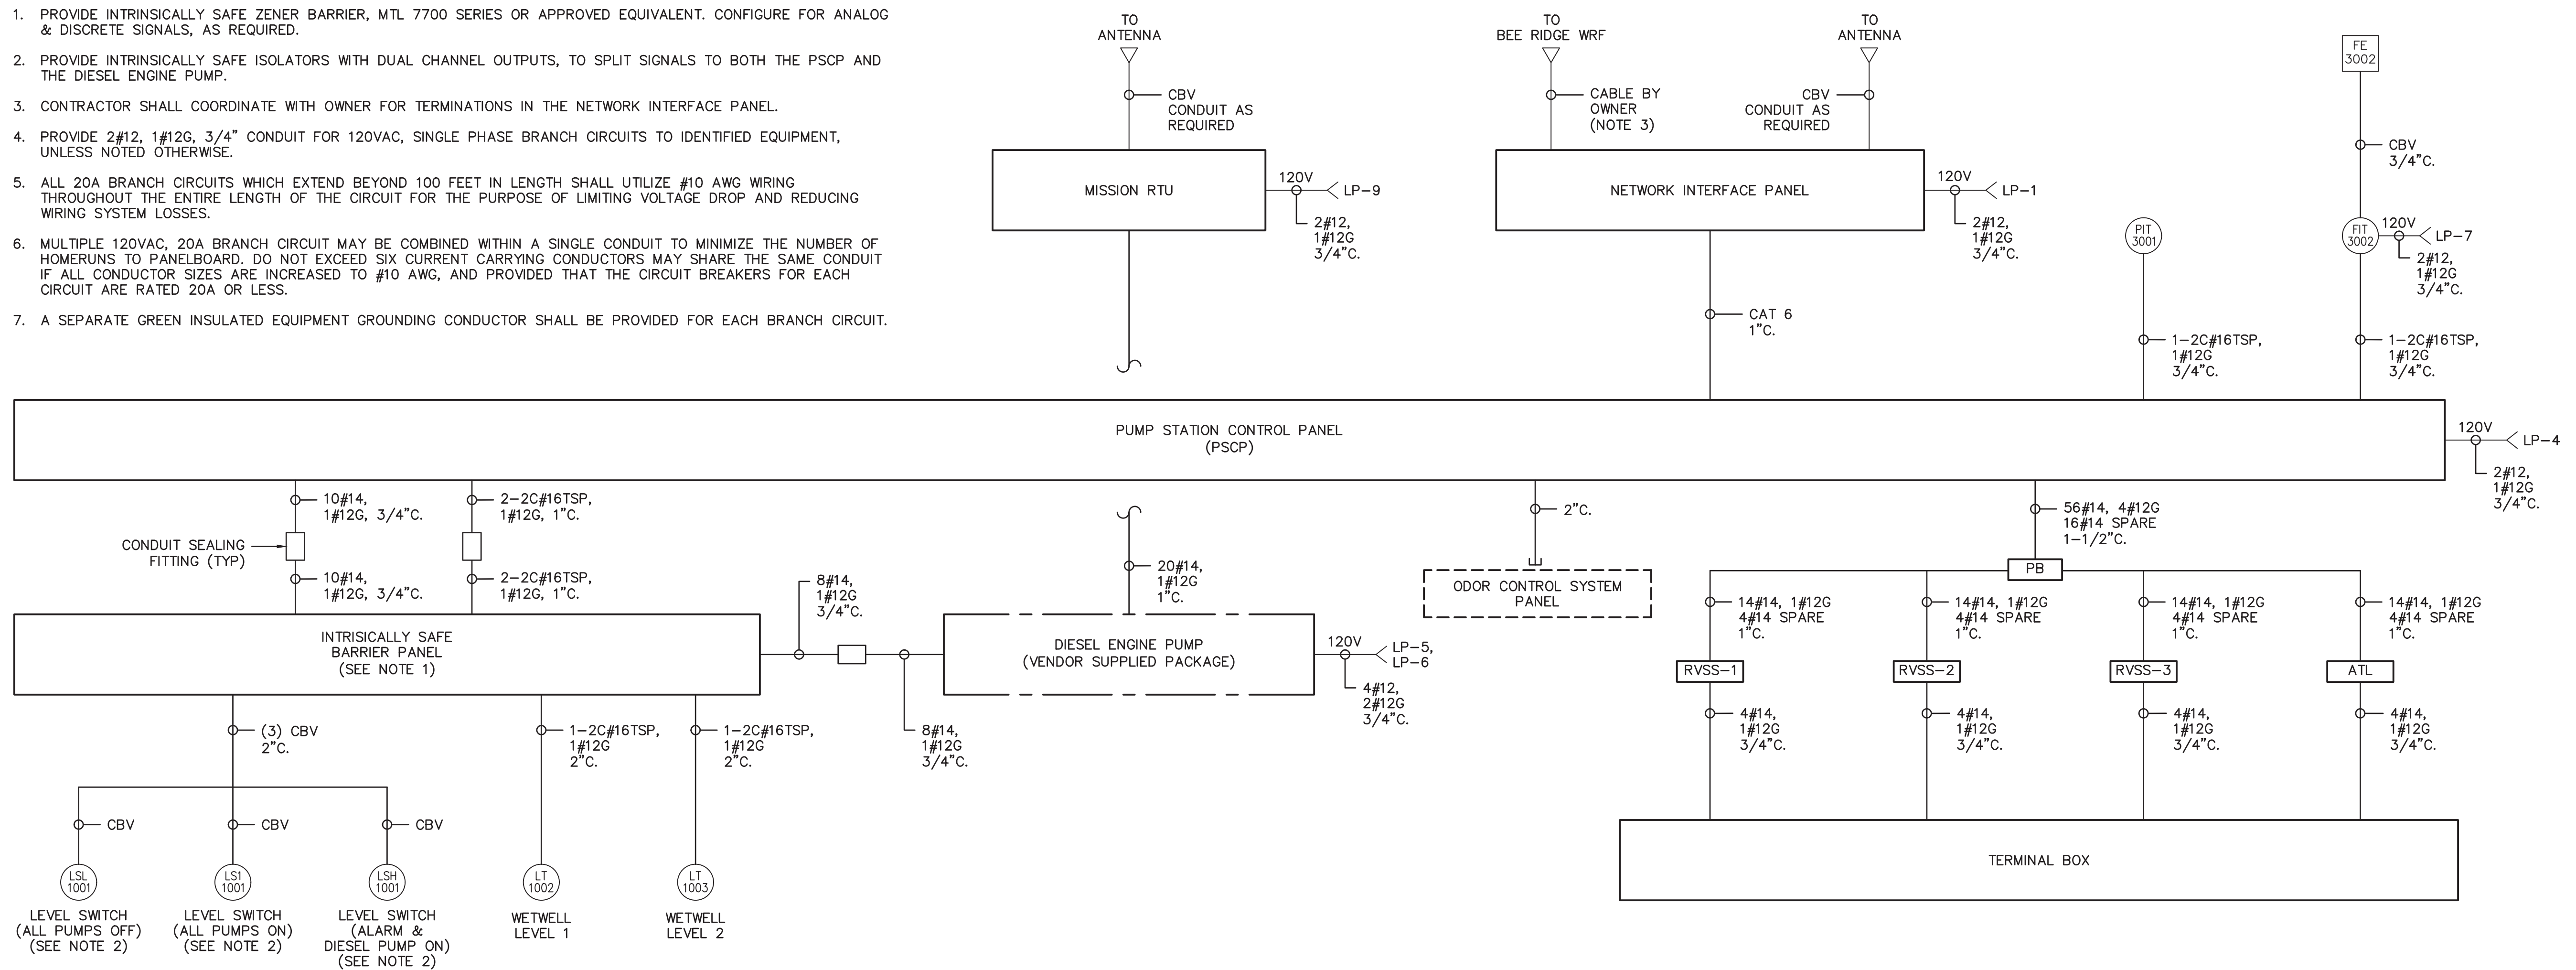 1. PROVIDE INTRINSICALLY SAFE ZENER BARRIER, MTL 7700 SERIES OR APPROVED EQUIVALENT. CONFIGURE FOR ANALOG
& DISCRETE SIGNALS, AS REQUIRED.
2. PROVIDE INTRINSICALLY SAFE ISOLATORS WITH DUAL CHANNEL OUTPUTS, TO SPLIT SIGNALS TO BOTH THE PSCP AND
THE DIESEL ENGINE PUMP.
3. CONTRACTOR SHALL COORDINATE WITH OWNER FOR TERMINATIONS IN THE NETWORK INTERFACE PANEL.
4. PROVIDE 2#12, 1#12G, 3/4" CONDUIT FOR 120VAC, SINGLE PHASE BRANCH CIRCUITS TO IDENTIFIED EQUIPMENT,
UNLESS NOTED OTHERWISE.
5. ALL 20A BRANCH CIRCUITS WHICH EXTEND BEYOND 100 FEET IN LENGTH SHALL UTILIZE #10 AWG WIRING
THROUGHOUT THE ENTIRE LENGTH OF THE CIRCUIT FOR THE PURPOSE OF LIMITING VOLTAGE DROP AND REDUCING
WIRING SYSTEM LOSSES.
6. MULTIPLE 120VAC, 20A BRANCH CIRCUIT MAY BE COMBINED WITHIN A SINGLE CONDUIT TO MINIMIZE THE NUMBER OF
HOMERUNS TO PANELBOARD. DO NOT EXCEED SIX CURRENT CARRYING CONDUCTORS MAY SHARE THE SAME CONDUIT
IF ALL CONDUCTOR SIZES ARE INCREASED TO #10 AWG, AND PROVIDED THAT THE CIRCUIT BREAKERS FOR EACH
CIRCUIT ARE RATED 20A OR LESS.
7. A SEPARATE GREEN INSULATED EQUIPMENT GROUNDING CONDUCTOR SHALL BE PROVIDED FOR EACH BRANCH CIRCUIT.
TO
ANTENNA
CBV
CONDUIT AS
REQUIRED
MISSION RTU
120V
LP-9
2#12,
1#12G
3/4"C.
TO
BEE RIDGE WRF
CABLE BY
OWNER
(NOTE 3)
TO
ANTENNA
CBV
CONDUIT AS
REQUIRED
NETWORK INTERFACE PANEL
120V
LP-1
2#12,
1#12G
3/4"C.
CAT 6
1"C.
PIT
3001
1-2C#16TSP,
1#12G
3/4"C.
FE
3002
CBV
3/4"C.
FIT
3002
120V
LP-7
2#12,
1#12G
3/4"C.
1-2C#16TSP,
1#12G
3/4"C.
PUMP STATION CONTROL PANEL
(PSCP)
120V
LP-4
2#12,
1#12G
3/4"C.
10#14,
1#12G, 3/4"C.
2-2C#16TSP,
1#12G, 1"C.
CONDUIT SEALING
FITTING (TYP)
10#14,
1#12G, 3/4"C.
2-2C#16TSP,
1#12G, 1"C.
INTRISICALLY SAFE
BARRIER PANEL
(SEE NOTE 1)
8#14,
1#12G
3/4"C.
8#14,
1#12G
3/4"C.
20#14,
1#12G
1"C.
DIESEL ENGINE PUMP
(VENDOR SUPPLIED PACKAGE)
120V
LP-5,
LP-6
4#12,
2#12G
3/4"C.
2"C.
ODOR CONTROL SYSTEM
PANEL
56#14, 4#12G
16#14 SPARE
1-1/2"C.
PB
14#14, 1#12G
4#14 SPARE
1"C.
14#14, 1#12G
4#14 SPARE
1"C.
14#14, 1#12G
4#14 SPARE
1"C.
14#14, 1#12G
4#14 SPARE
1"C.
RVSS-1
RVSS-2
RVSS-3
ATL
4#14,
1#12G
3/4"C.
4#14,
1#12G
3/4"C.
4#14,
1#12G
3/4"C.
4#14,
1#12G
3/4"C.
TERMINAL BOX
(3) CBV
2"C.
1-2C#16TSP,
1#12G
2"C.
1-2C#16TSP,
1#12G
2"C.
CBV
CBV
CBV
LSL
1001
LEVEL SWITCH
(ALL PUMPS OFF)
(SEE NOTE 2)
LS1
1001
LEVEL SWITCH
(ALL PUMPS ON)
(SEE NOTE 2)
LSH
1001
LEVEL SWITCH
(ALARM &
DIESEL PUMP ON)
(SEE NOTE 2)
LT
1002
WETWELL
LEVEL 1
LT
1003
WETWELL
LEVEL 2